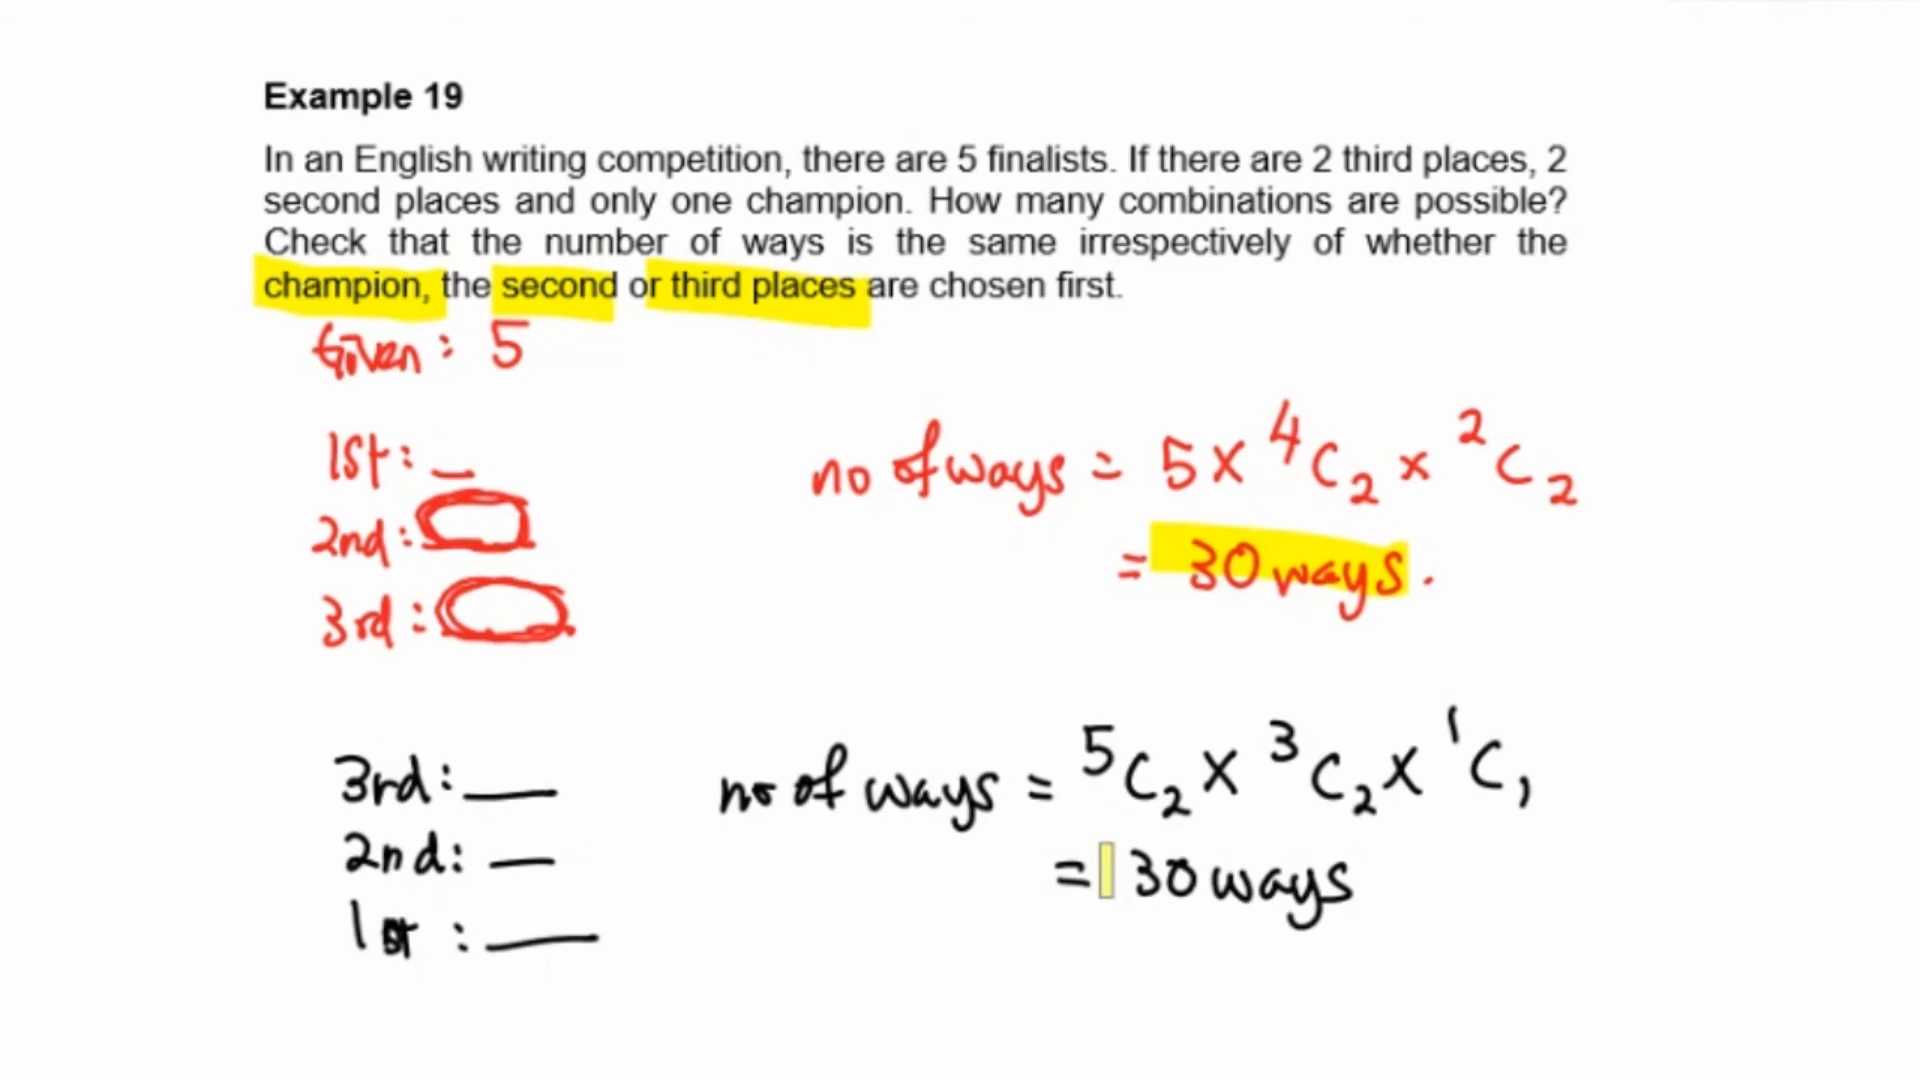 Example 19
In an English writing competition, there are 5 finalists. If there are 2 third places, 2
second places and only one champion. How many combinations are possible?
Check that the number of ways is the same irrespectively of whether the
champion, the second or third places are chosen first.
Given: 5
1st: _
no of ways = 5 x ⁴C₂ x ²C₂
2nd:
= 30 ways.
3rd:
3rd: __
no of ways = ⁵C₂ x ³C₂ x ¹C₁
2nd: __
= 30 ways
1st : __